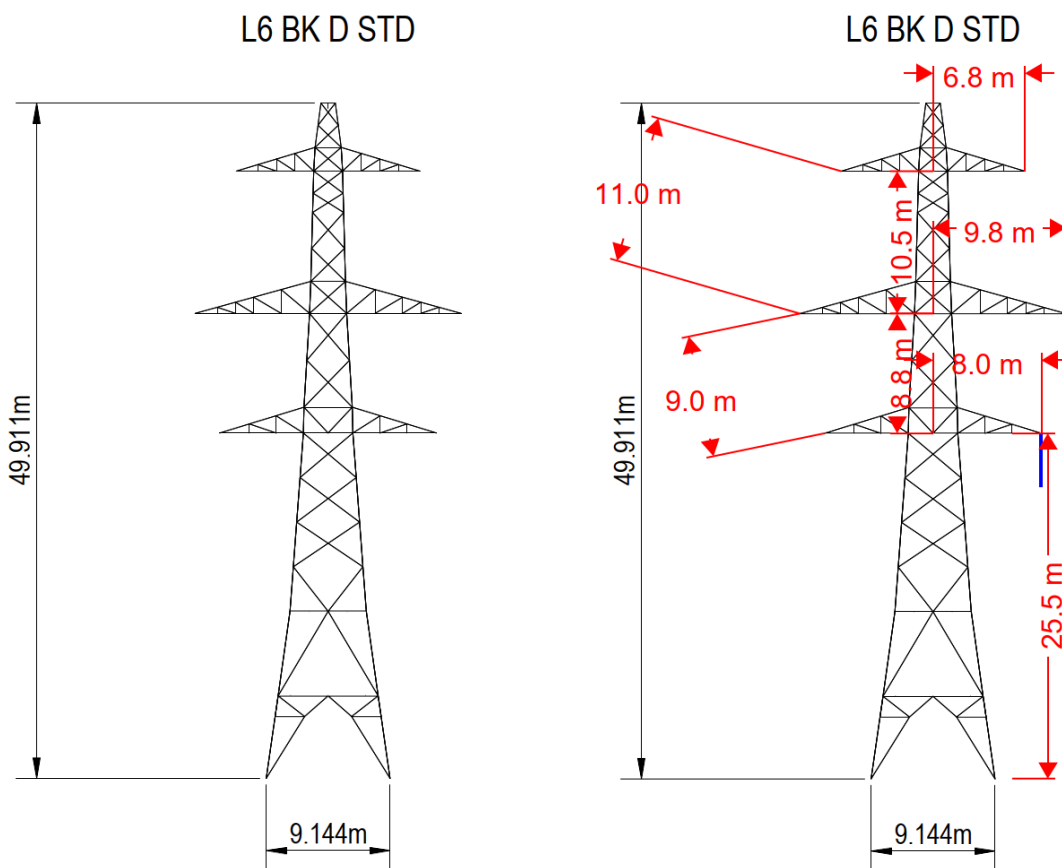 L6 BK D STD
49.911m
9.144m
L6 BK D STD
6.8 m
11.0 m
10.5 m
9.8 m
8.8 m
8.0 m
9.0 m
49.911m
25.5 m
9.144m